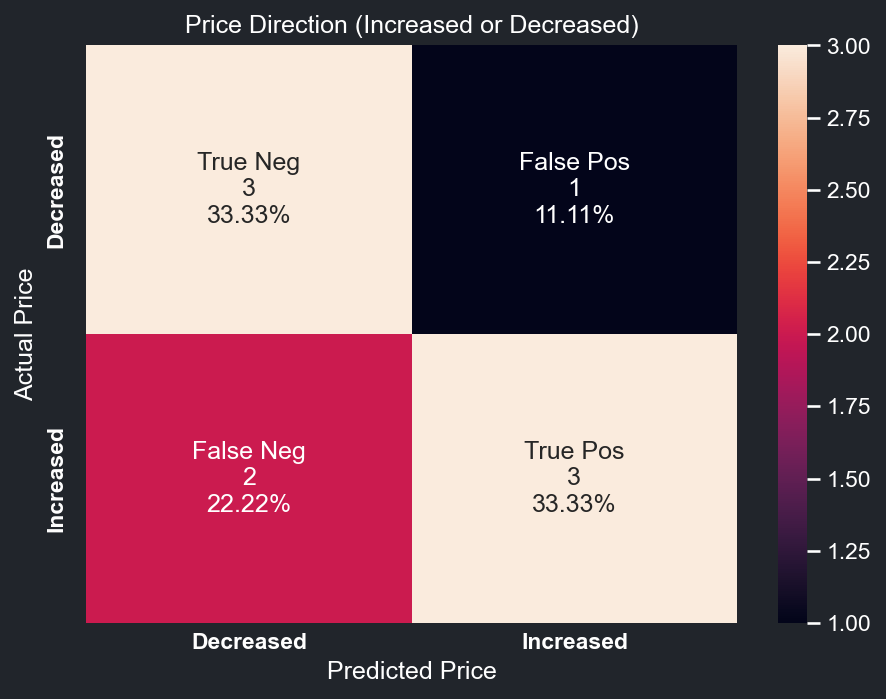 Price Direction (Increased or Decreased)
Actual Price
Decreased
Increased
True Neg
3
33.33%
False Pos
1
11.11%
False Neg
2
22.22%
True Pos
3
33.33%
Decreased
Increased
Predicted Price
3.00
2.75
2.50
2.25
2.00
1.75
1.50
1.25
1.00